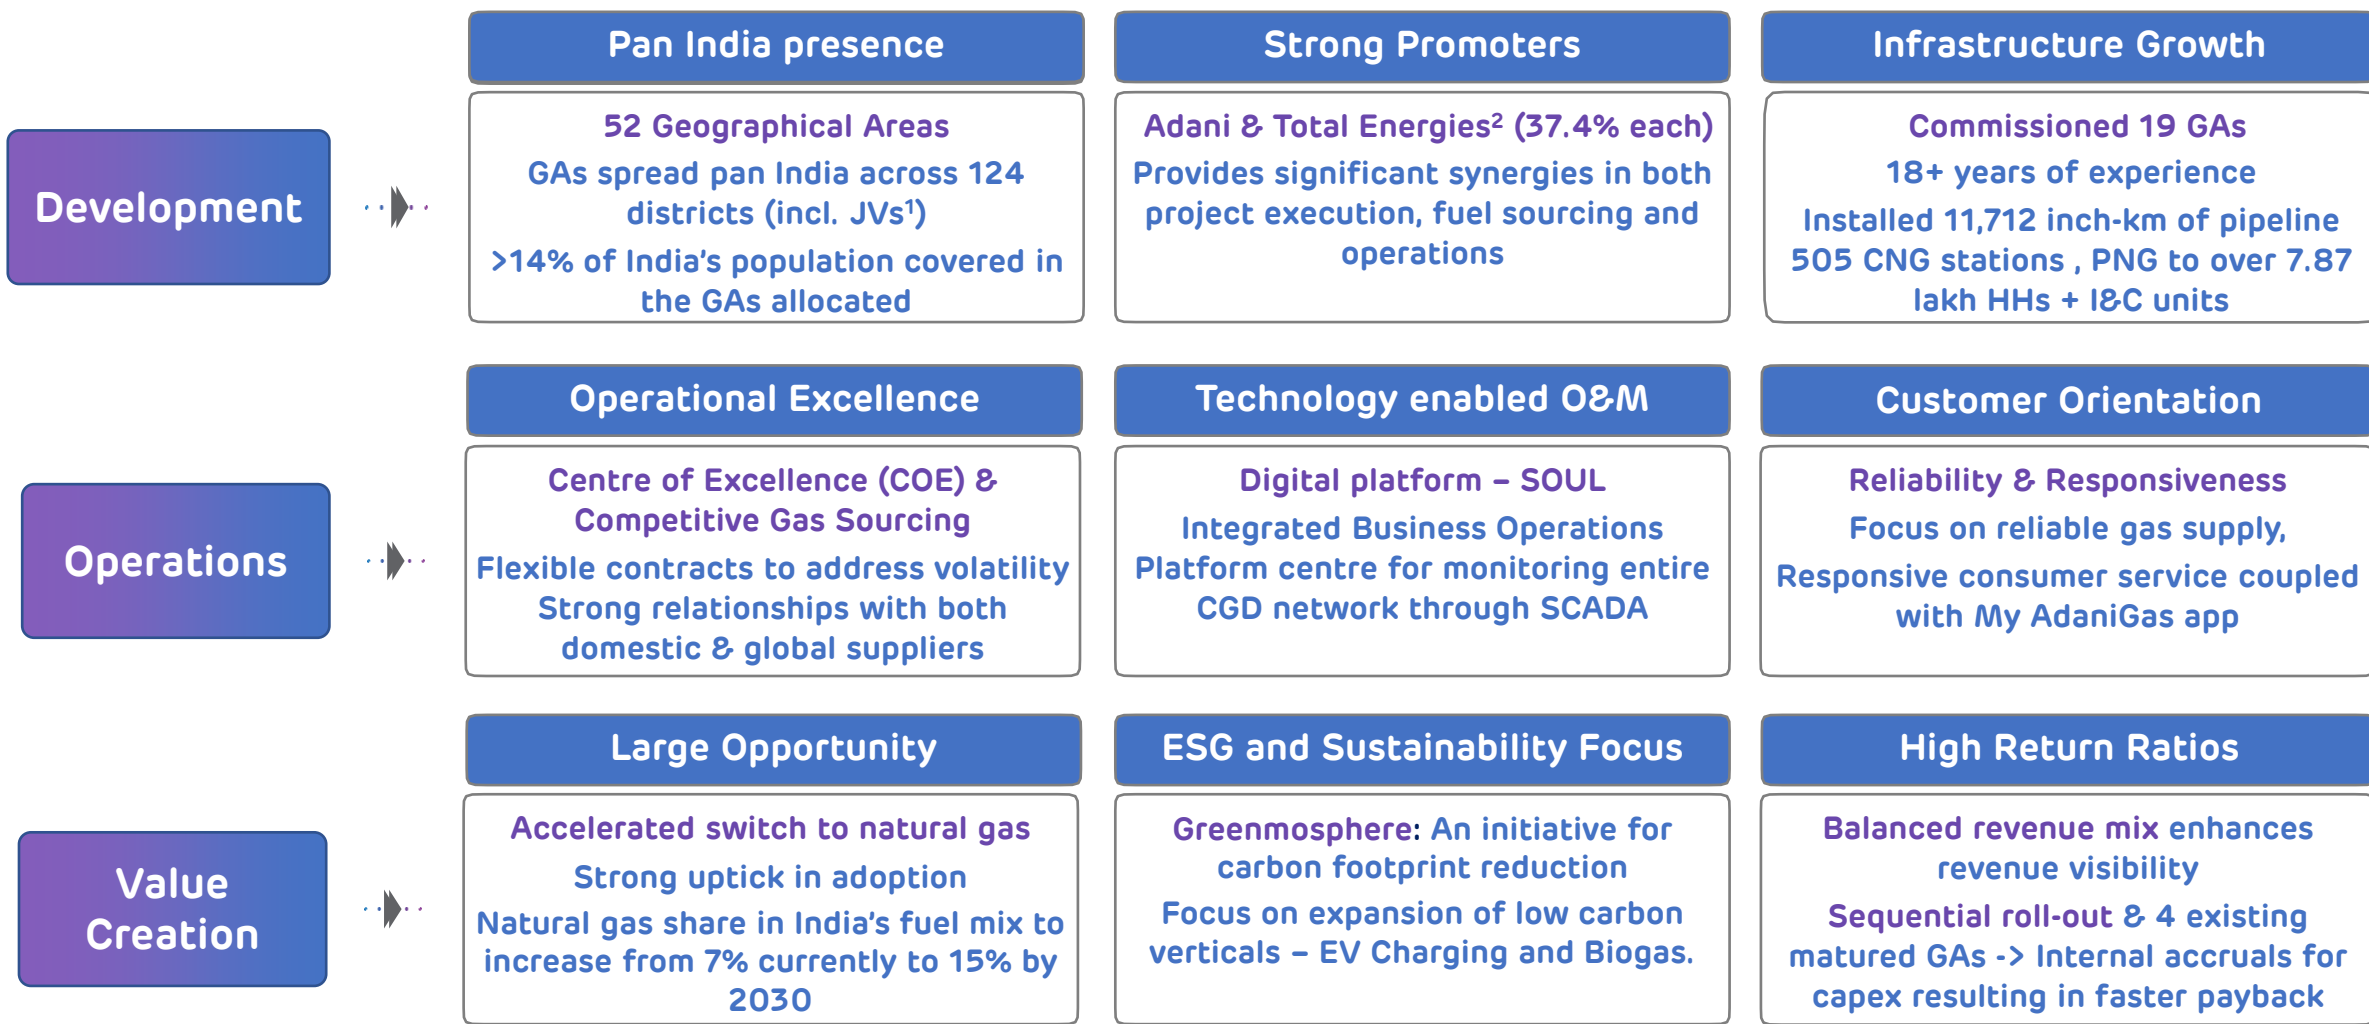 Pan India presence
Strong Promoters
Infrastructure Growth
Development
52 Geographical Areas
GAs spread pan India across 124
districts (incl. JVs¹)
>14% of India's population covered in
the GAs allocated
Adani & Total Energies² (37.4% each)
Provides significant synergies in both
project execution, fuel sourcing and
operations
Commissioned 19 GAs
18+ years of experience
Installed 11,712 inch-km of pipeline
505 CNG stations , PNG to over 7.87
lakh HHs + I&C units
Operational Excellence
Technology enabled O&M
Customer Orientation
Operations
Centre of Excellence (COE) &
Competitive Gas Sourcing
Flexible contracts to address volatility
Strong relationships with both
domestic & global suppliers
Digital platform – SOUL
Integrated Business Operations
Platform centre for monitoring entire
CGD network through SCADA
Reliability & Responsiveness
Focus on reliable gas supply,
Responsive consumer service coupled
with My AdaniGas app
Large Opportunity
ESG and Sustainability Focus
High Return Ratios
Value
Creation
Accelerated switch to natural gas
Strong uptick in adoption
Natural gas share in India's fuel mix to
increase from 7% currently to 15% by
2030
Greenmosphere: An initiative for
carbon footprint reduction
Focus on expansion of low carbon
verticals – EV Charging and Biogas.
Balanced revenue mix enhances
revenue visibility
Sequential roll-out & 4 existing
matured GAs -> Internal accruals for
capex resulting in faster payback